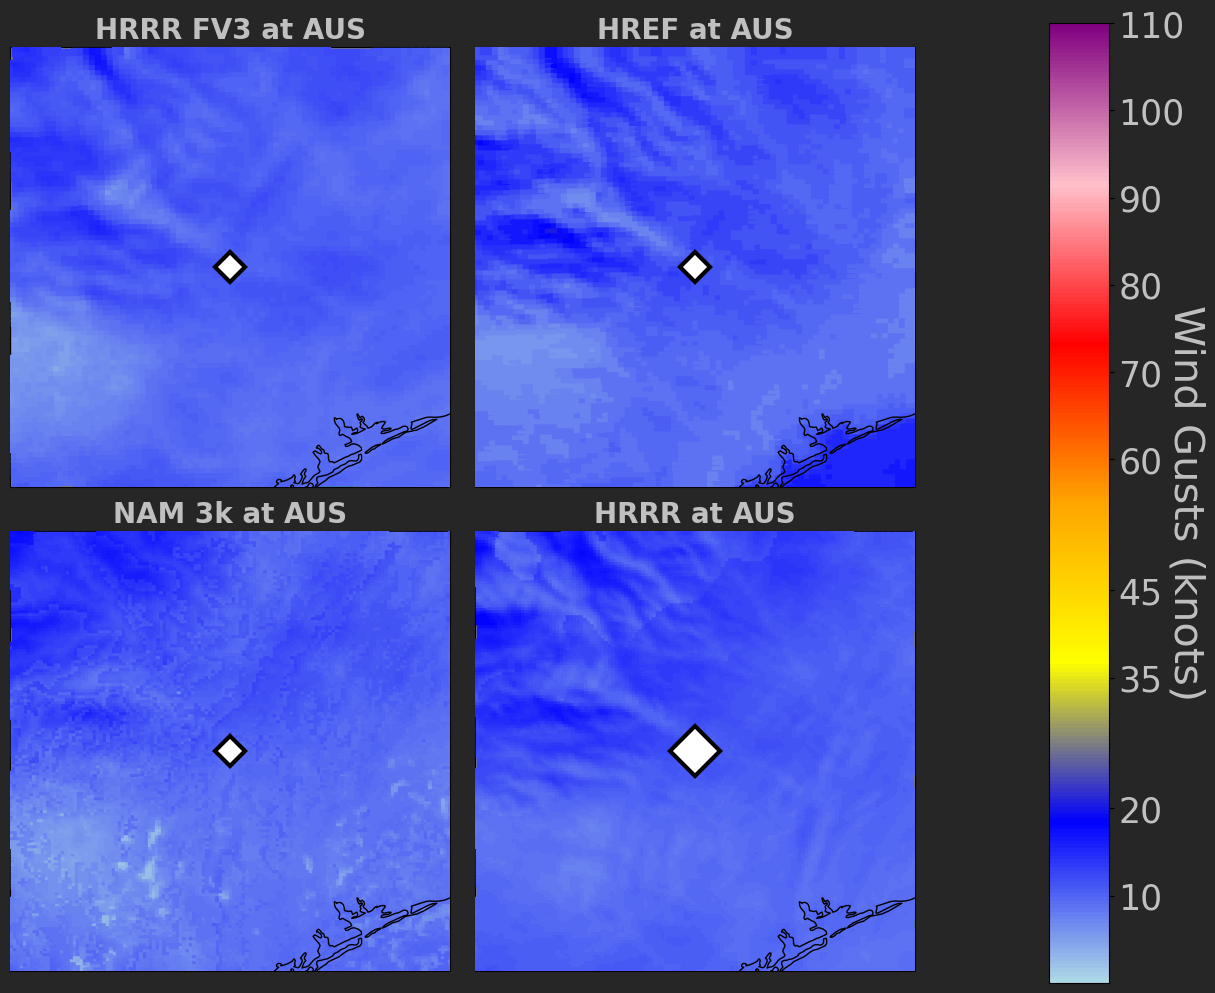 HRRR FV3 at AUS
HREF at AUS
NAM 3k at AUS
HRRR at AUS
110
100
90
80
70
60
45
35
20
10
Wind Gusts (knots)